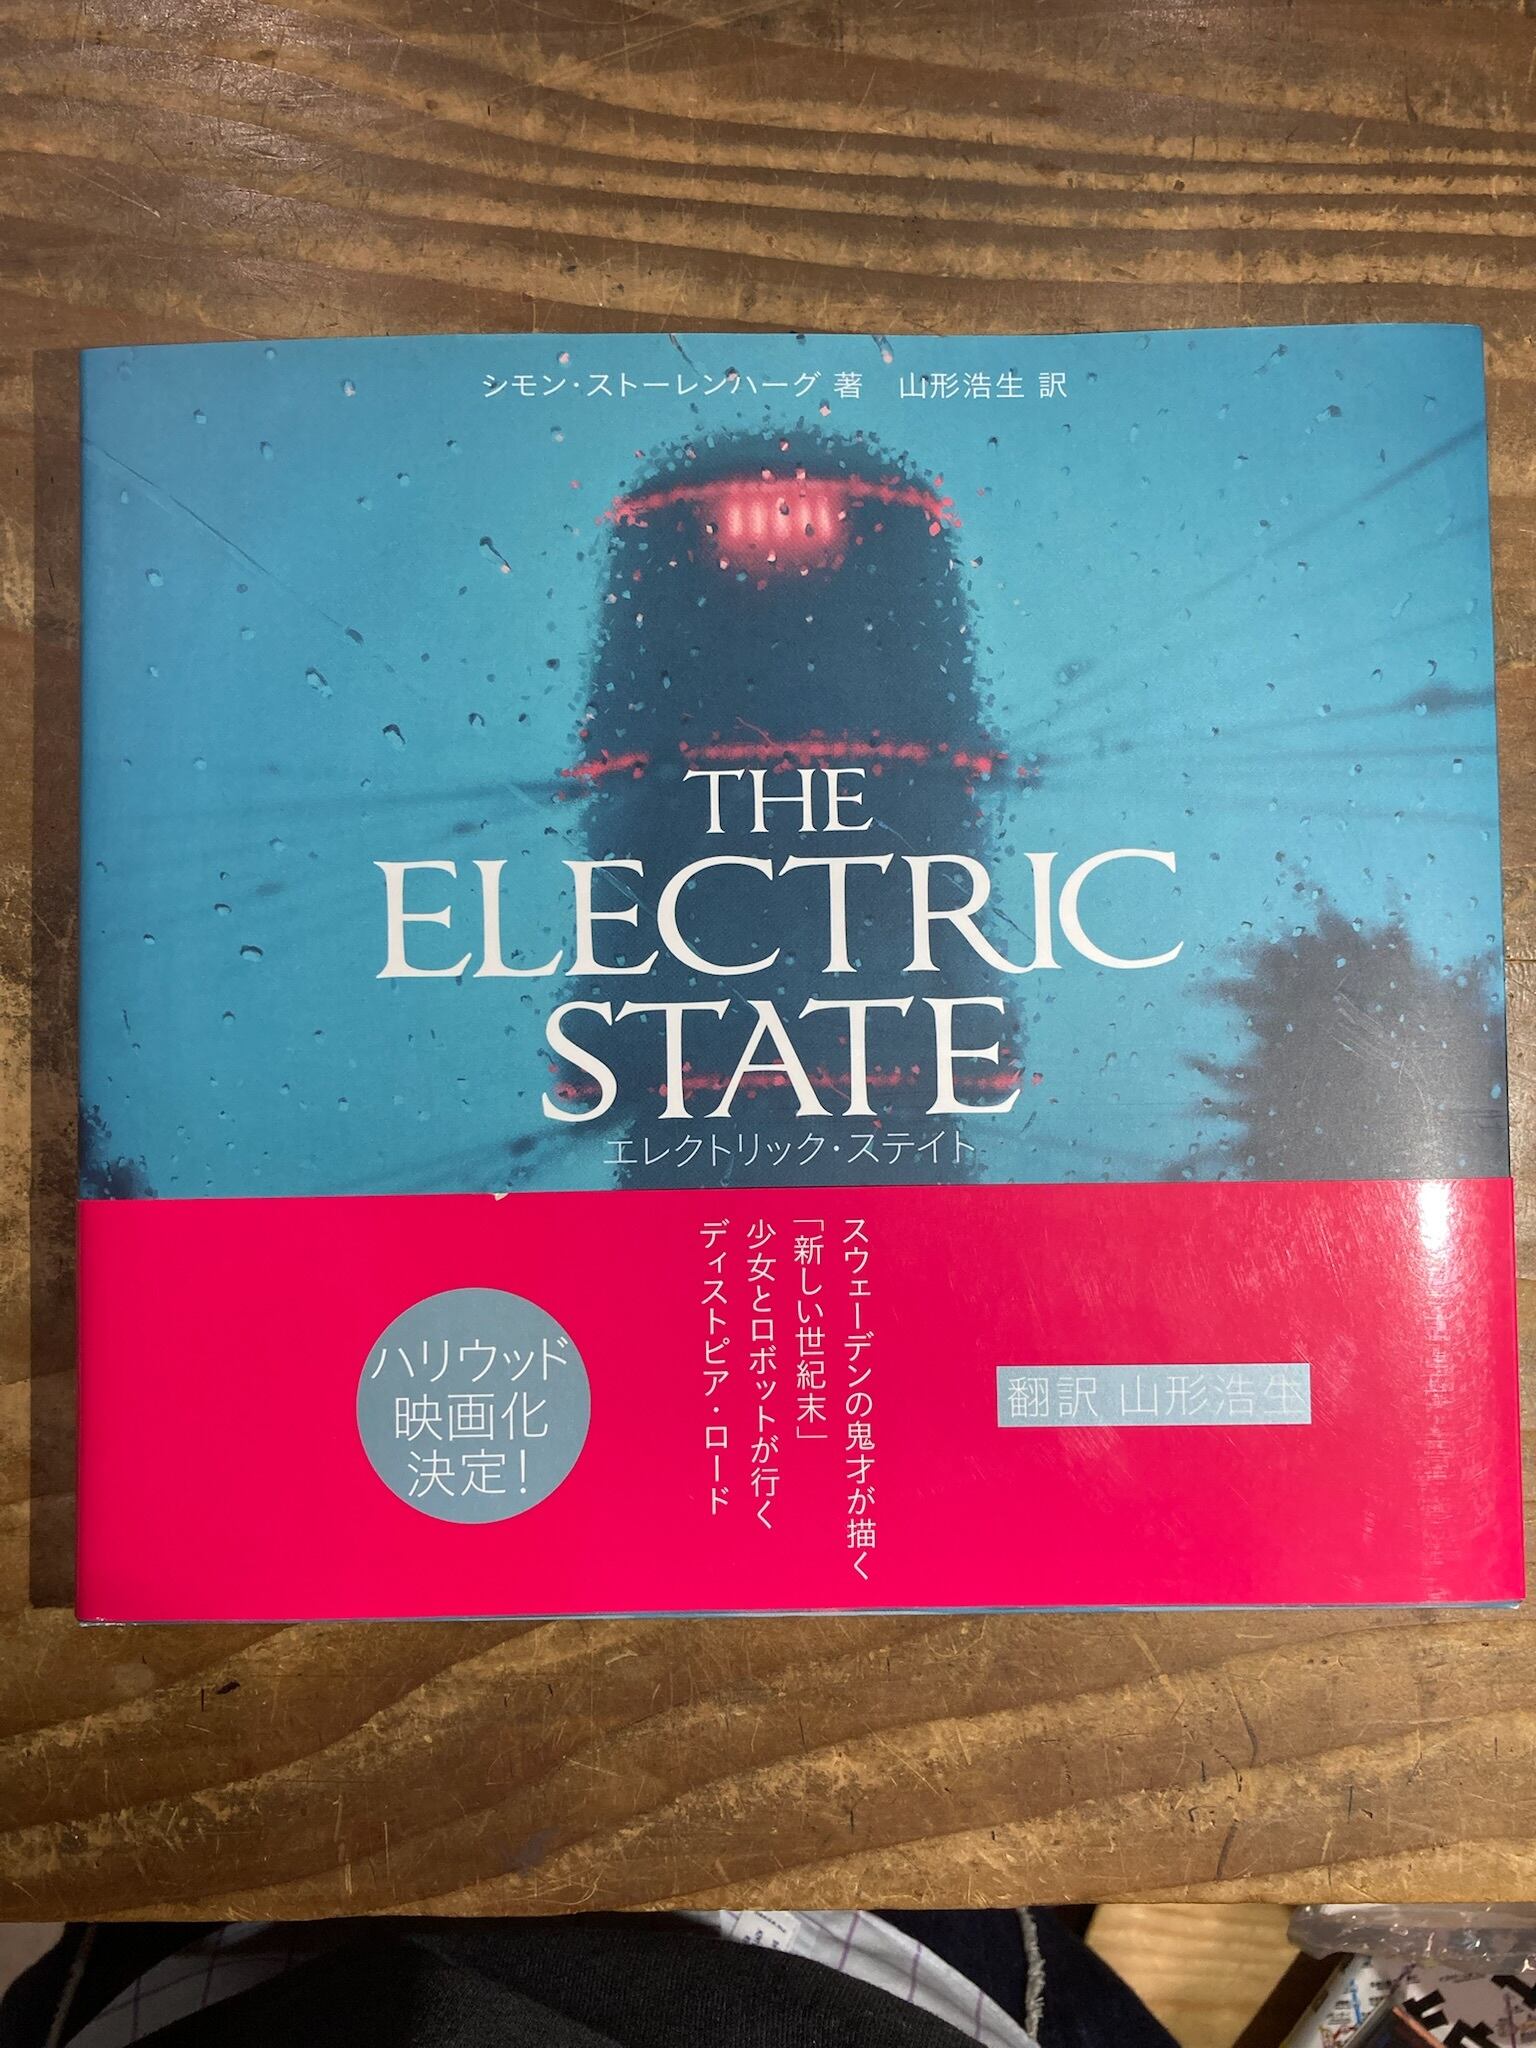 シモン・ストーレンハーグ 著　山形浩生 訳
THE
ELECTRIC
STATE
エレクトリック・ステイト
スウェーデンの鬼才が描く
「新しい世紀末」
少女とロボットが行く
ディストピア・ロード
翻訳 山形浩生
ハリウッド
映画化
決定!